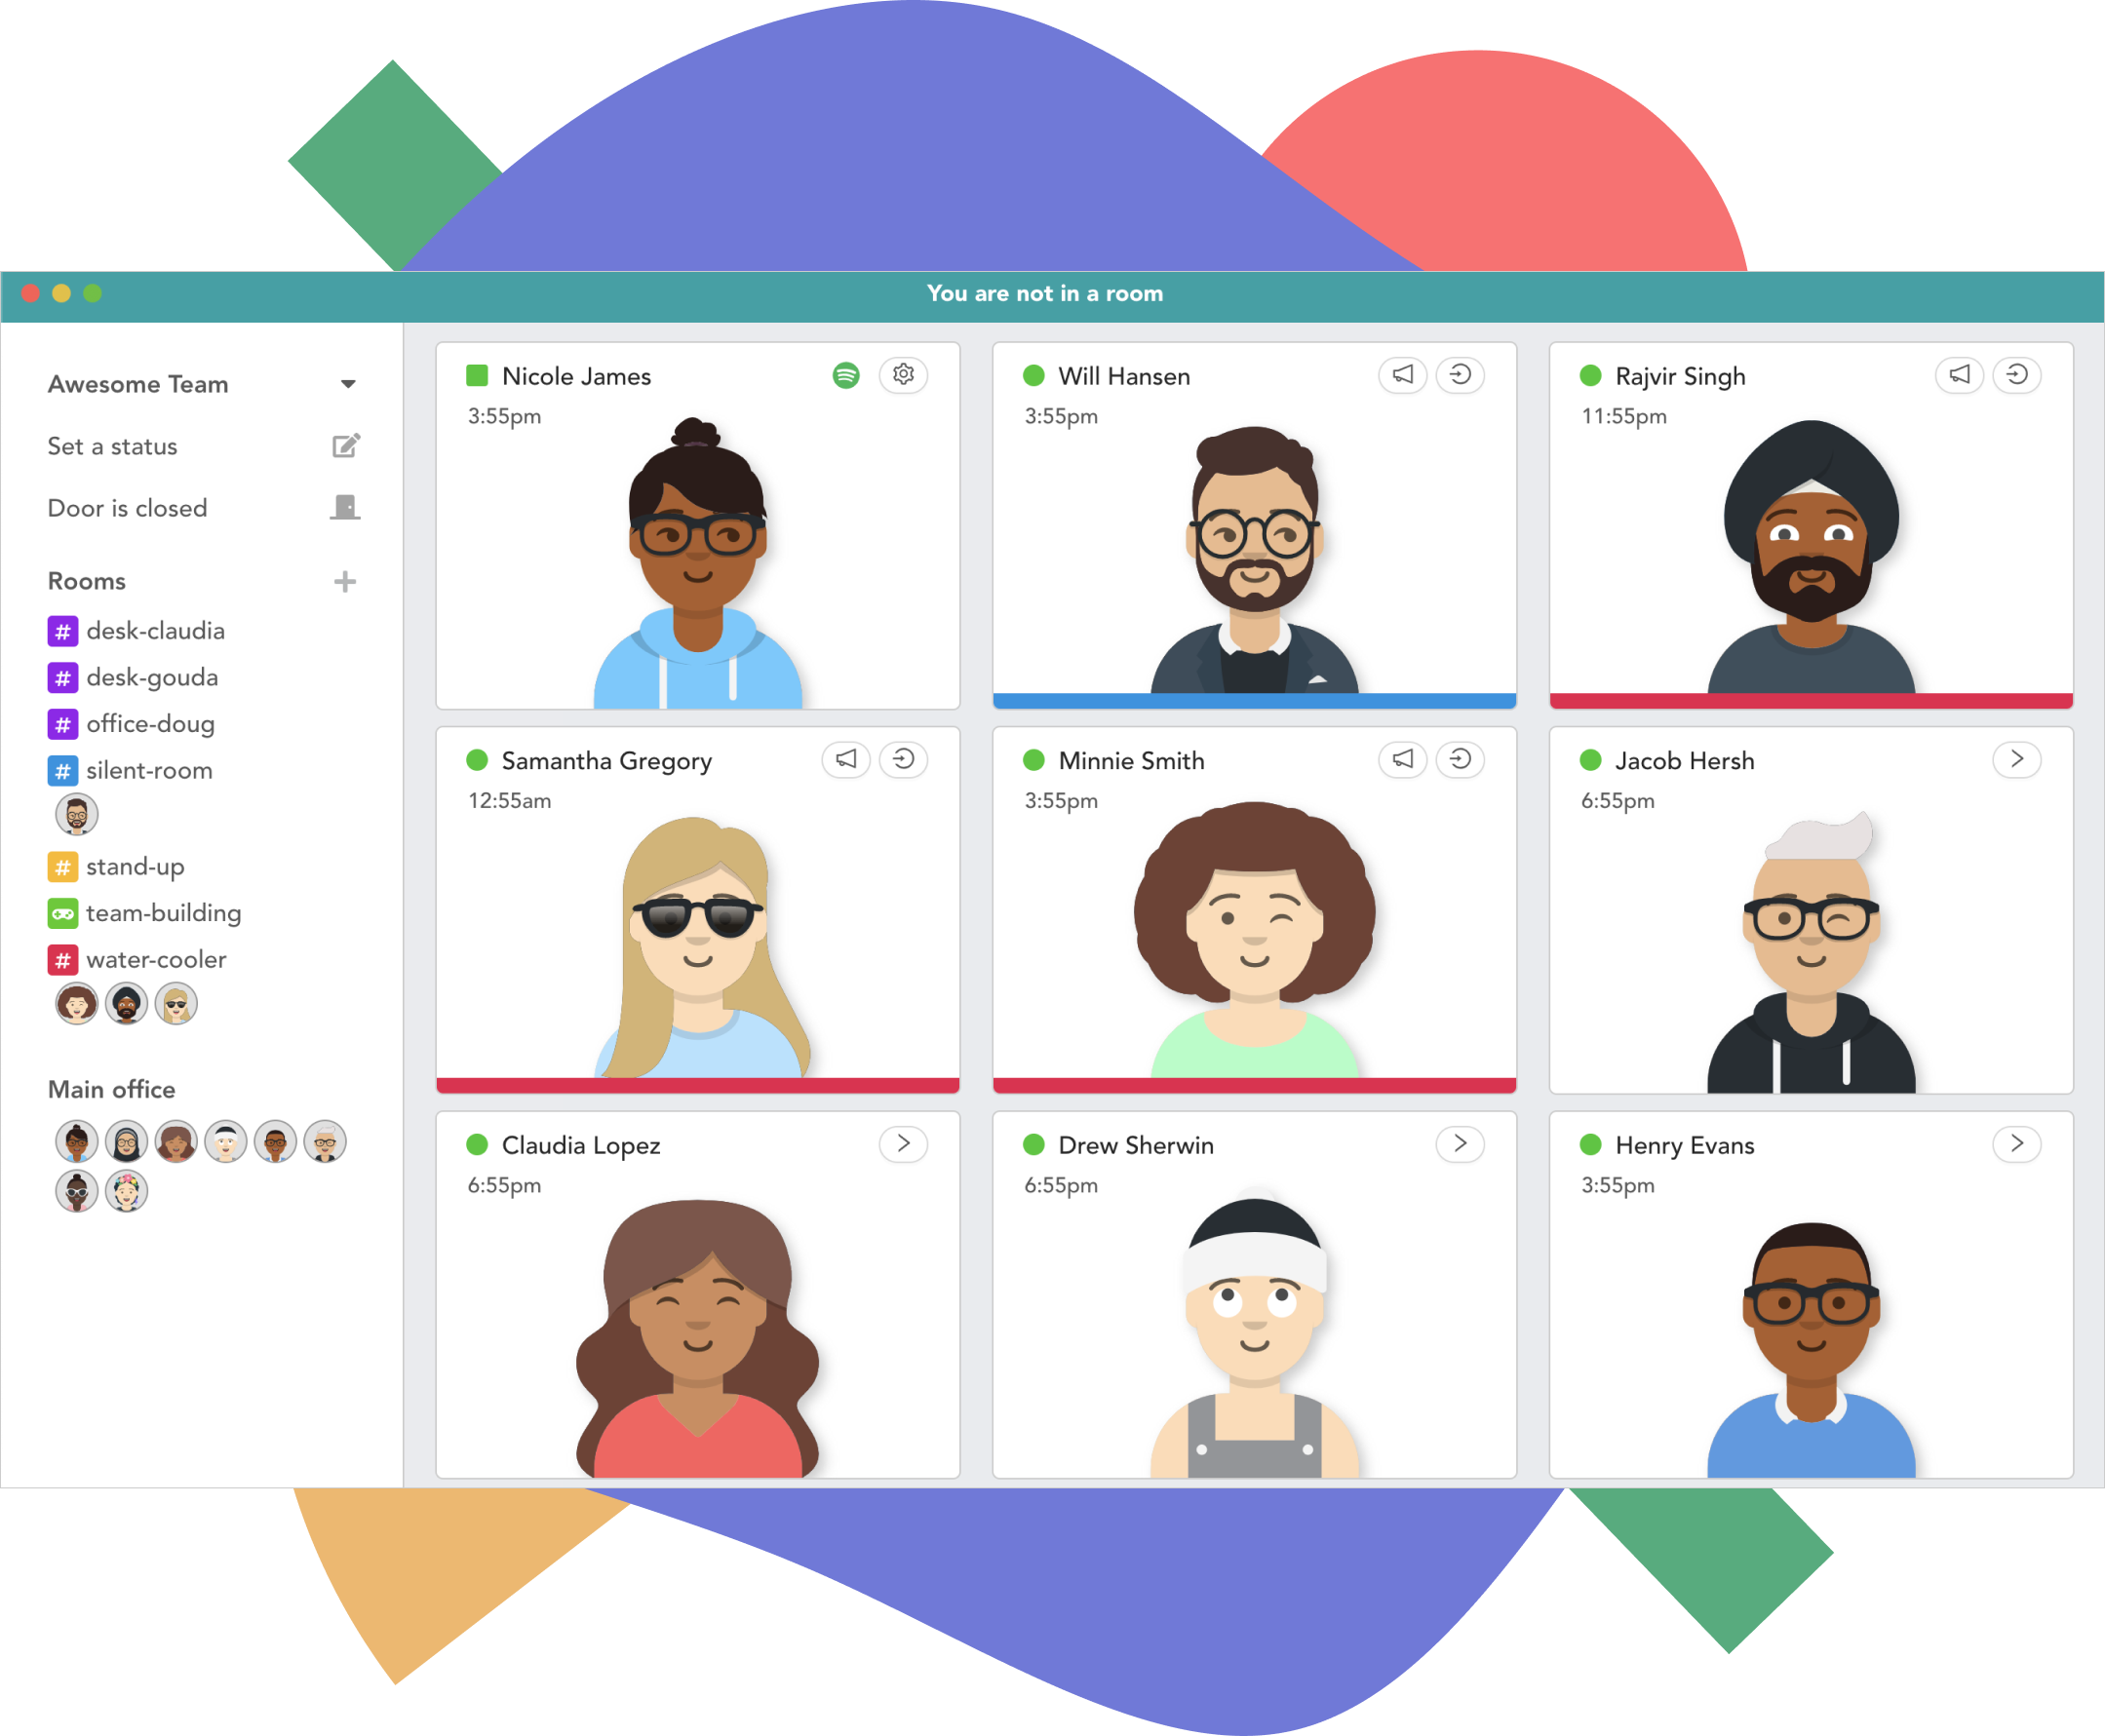 You are not in a room
Awesome Team
Set a status
Door is closed
Rooms
# desk-claudia
# desk-gouda
# office-doug
# silent-room
# stand-up
team-building
# water-cooler
Main office
Nicole James
3:55pm
Will Hansen
3:55pm
Rajvir Singh
11:55pm
Samantha Gregory
12:55am
Minnie Smith
3:55pm
Jacob Hersh
6:55pm
Claudia Lopez
6:55pm
Drew Sherwin
6:55pm
Henry Evans
3:55pm